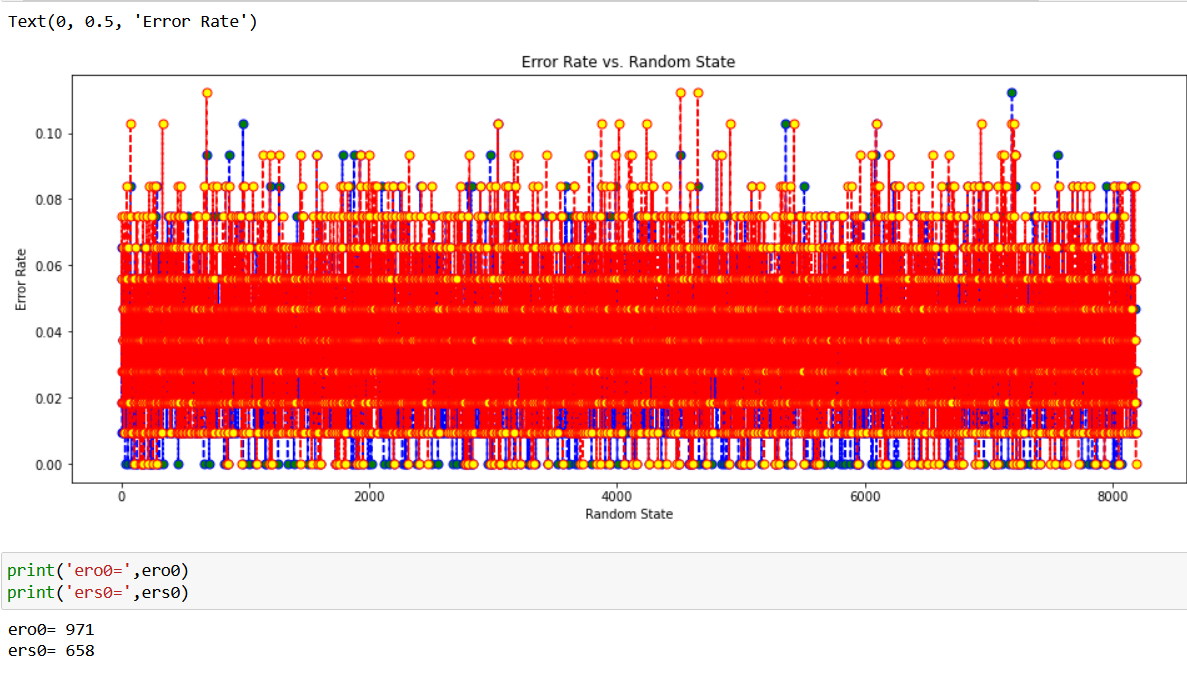 Text(0, 0.5, 'Error Rate')
Error Rate vs. Random State
0.10
0.08
0.06
0.04
0.02
0.00
Error Rate
0 2000 4000 6000 8000
Random State
print('ero0=',ero0)
print('ers0=',ers0)
ero0= 971
ers0= 658